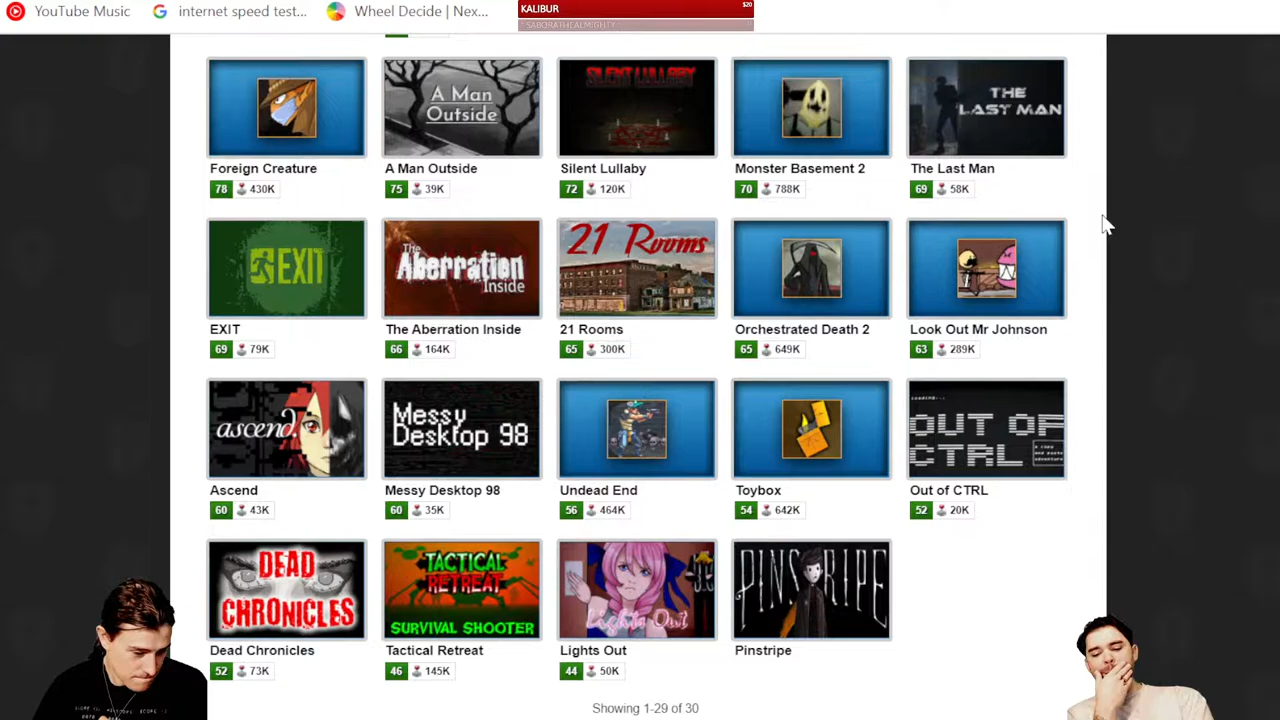 YouTube Music
internet speed test...
Wheel Decide | Nex...
KALIBUR
$20
SILENT LULLABY
A Man
Outside
THE
LAST MAN
Foreign Creature
A Man Outside
Silent Lullaby
Monster Basement 2
The Last Man
78 430K
75 39K
72 120K
70 788K
69 58K
EXIT
The
Aberration
Inside
21 Rooms
EXIT
The Aberration Inside
21 Rooms
Orchestrated Death 2
Look Out Mr Johnson
69 79K
66 164K
65 300K
65 649K
63 289K
ascend.
Messy
Desktop 98
Loading...
OUT OF
CTRL
Ascend
Messy Desktop 98
Undead End
Toybox
Out of CTRL
60 43K
60 35K
56 464K
54 642K
52 20K
DEAD
CHRONICLES
TACTICAL
RETREAT
SURVIVAL SHOOTER
Lights Out
PINSTRIPE
Dead Chronicles
Tactical Retreat
Lights Out
Pinstripe
52 73K
46 145K
44 50K
Showing 1-29 of 30